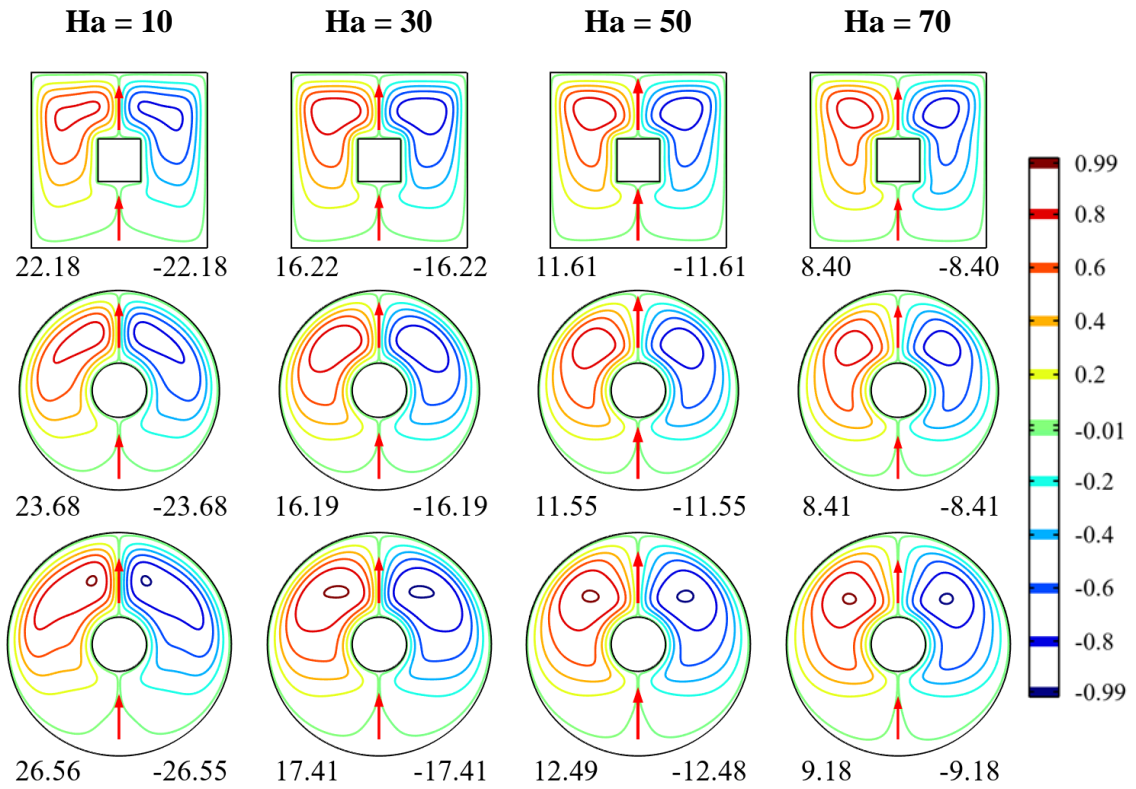 Ha = 10 Ha = 30 Ha = 50 Ha = 70
22.18 -22.18 16.22 -16.22 11.61 -11.61 8.40 -8.40
23.68 -23.68 16.19 -16.19 11.55 -11.55 8.41 -8.41
26.56 -26.55 17.41 -17.41 12.49 -12.48 9.18 -9.18
0.99
0.8
0.6
0.4
0.2
-0.01
-0.2
-0.4
-0.6
-0.8
-0.99